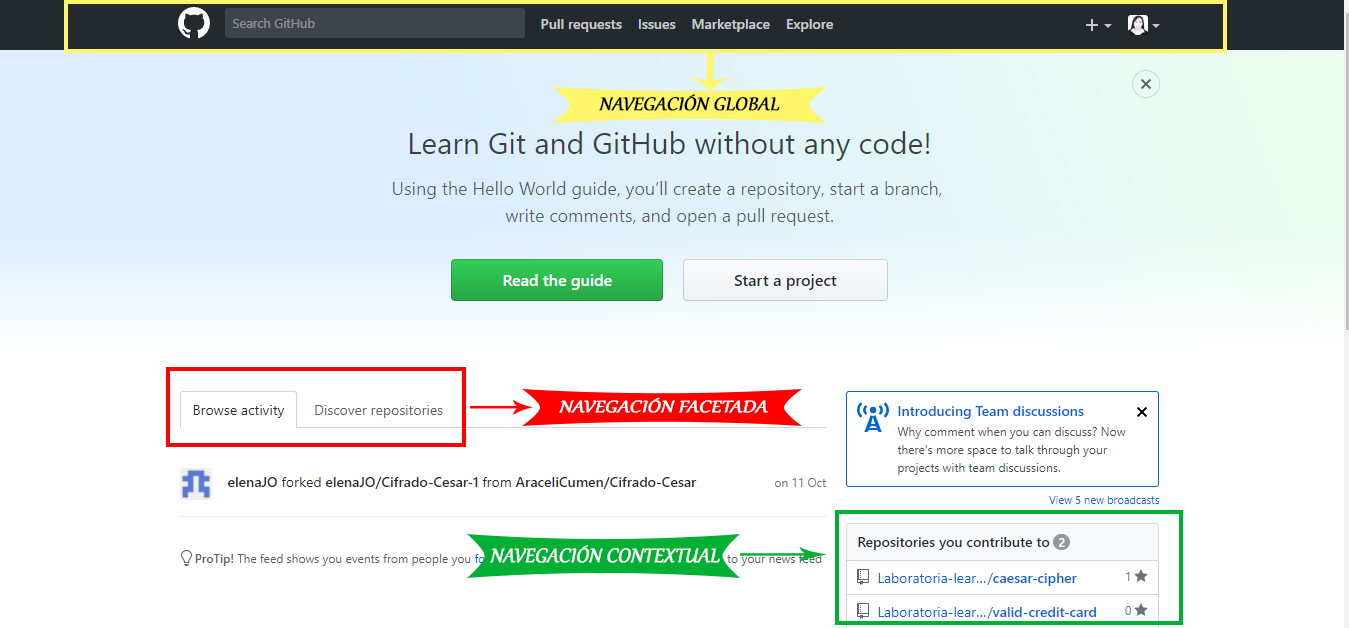 Search GitHub
Pull requests
Issues
Marketplace
Explore
NAVEGACIÓN GLOBAL
Learn Git and GitHub without any code!
Using the Hello World guide, you'll create a repository, start a branch,
write comments, and open a pull request.
Read the guide
Start a project
Browse activity
Discover repositories
NAVEGACIÓN FACETADA
Introducing Team discussions
Why comment when you can discuss? Now
there's more space to talk through your
projects with team discussions.
View 5 new broadcasts
elenaJO forked elenaJO/Cifrado-Cesar-1 from AraceliCumen/Cifrado-Cesar
on 11 Oct
ProTip! The feed shows you events from people you
to your news feed
NAVEGACIÓN CONTEXTUAL
Repositories you contribute to 2
Laboratoria-lear.../caesar-cipher
1
Laboratoria-lear.../valid-credit-card
0